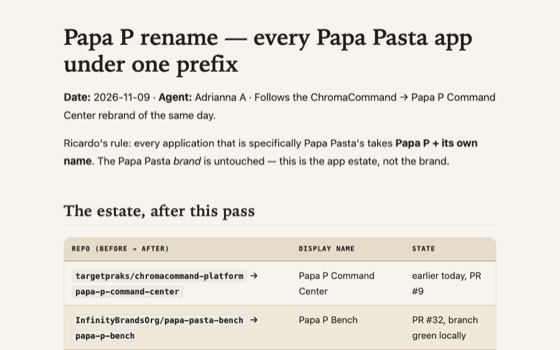 Papa P rename — every Papa Pasta app
under one prefix
Date: 2026-11-09 · Agent: Adrianna A · Follows the ChromaCommand → Papa P Command
Center rebrand of the same day.
Ricardo's rule: every application that is specifically Papa Pasta's takes Papa P + its own
name. The Papa Pasta brand is untouched — this is the app estate, not the brand.
The estate, after this pass
REPO (BEFORE → AFTER) DISPLAY NAME STATE
targetpraks/chromacommand-platform → Papa P Command earlier today, PR
papa-p-command-center Center #9
InfinityBrandsOrg/papa-pasta-bench → Papa P Bench PR #32, branch
papa-p-bench green locally